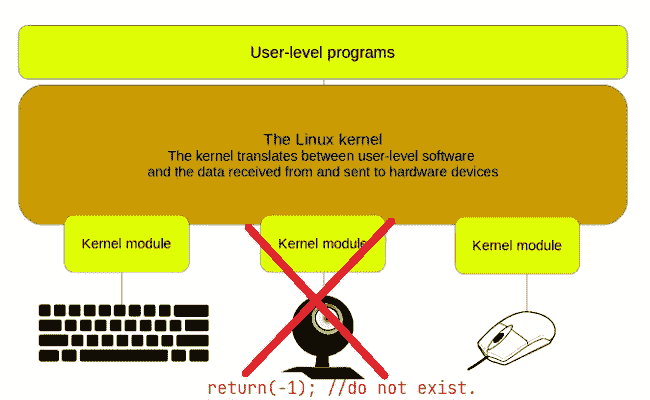 User-level programs
The Linux kernel
The kernel translates between user-level software
and the data received from and sent to hardware devices
Kernel module
Kernel module
Kernel module
return(-1); //do not exist.